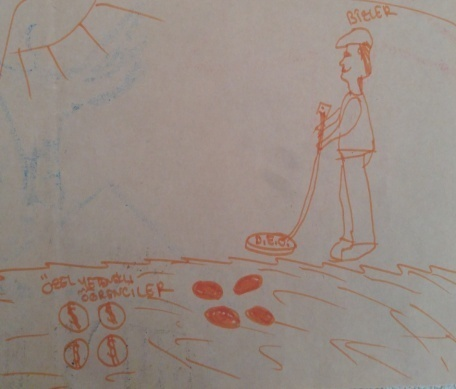 BİZLER
D.E.Ü.
ÖZEL YETENEKLİ
ÖĞRENCİLER